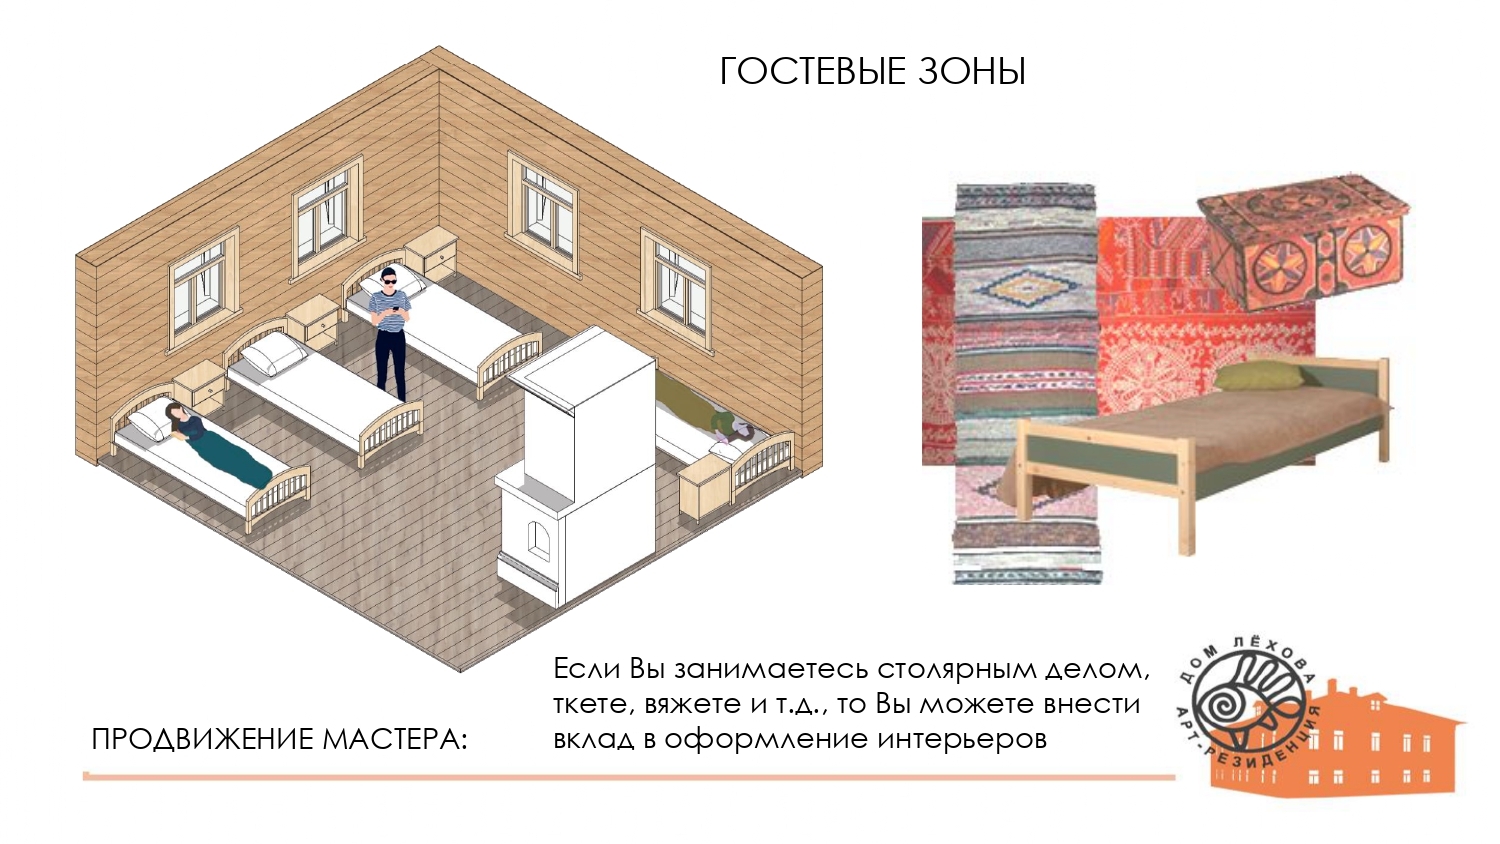 ГОСТЕВЫЕ ЗОНЫ
Если Вы занимаетесь столярным делом,
ткете, вяжете и т.д., то Вы можете внести
вклад в оформление интерьеров
ПРОДВИЖЕНИЕ МАСТЕРА:
ДОМ ЛЁХОВА
АРТ-РЕЗИДЕНЦИЯ